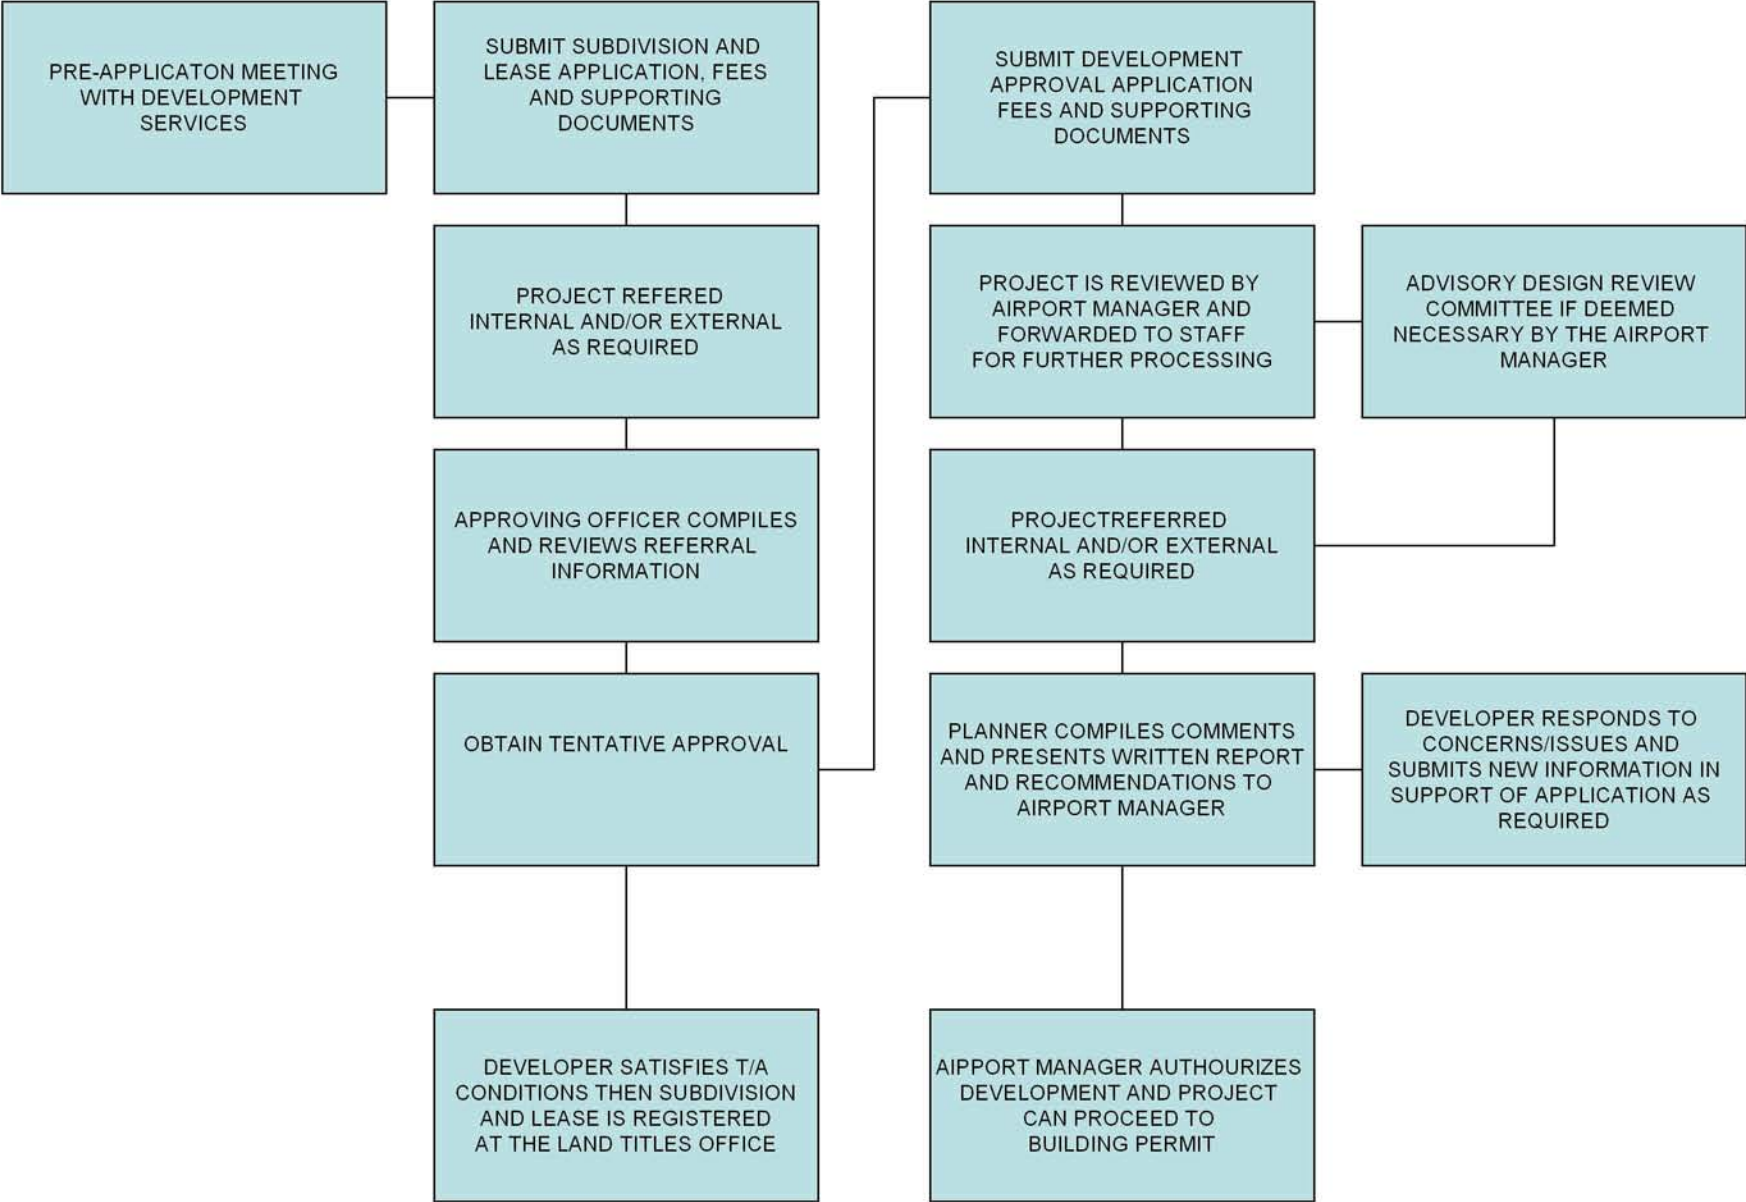 PRE-APPLICATON MEETING
WITH DEVELOPMENT
SERVICES
SUBMIT SUBDIVISION AND
LEASE APPLICATION, FEES
AND SUPPORTING
DOCUMENTS
PROJECT REFERED
INTERNAL AND/OR EXTERNAL
AS REQUIRED
APPROVING OFFICER COMPILES
AND REVIEWS REFERRAL
INFORMATION
OBTAIN TENTATIVE APPROVAL
DEVELOPER SATISFIES T/A
CONDITIONS THEN SUBDIVISION
AND LEASE IS REGISTERED
AT THE LAND TITLES OFFICE
SUBMIT DEVELOPMENT
APPROVAL APPLICATION
FEES AND SUPPORTING
DOCUMENTS
PROJECT IS REVIEWED BY
AIRPORT MANAGER AND
FORWARDED TO STAFF
FOR FURTHER PROCESSING
ADVISORY DESIGN REVIEW
COMMITTEE IF DEEMED
NECESSARY BY THE AIRPORT
MANAGER
PROJECTREFERRED
INTERNAL AND/OR EXTERNAL
AS REQUIRED
PLANNER COMPILES COMMENTS
AND PRESENTS WRITTEN REPORT
AND RECOMMENDATIONS TO
AIRPORT MANAGER
DEVELOPER RESPONDS TO
CONCERNS/ISSUES AND
SUBMITS NEW INFORMATION IN
SUPPORT OF APPLICATION AS
REQUIRED
AIPPORT MANAGER AUTHOURIZES
DEVELOPMENT AND PROJECT
CAN PROCEED TO
BUILDING PERMIT